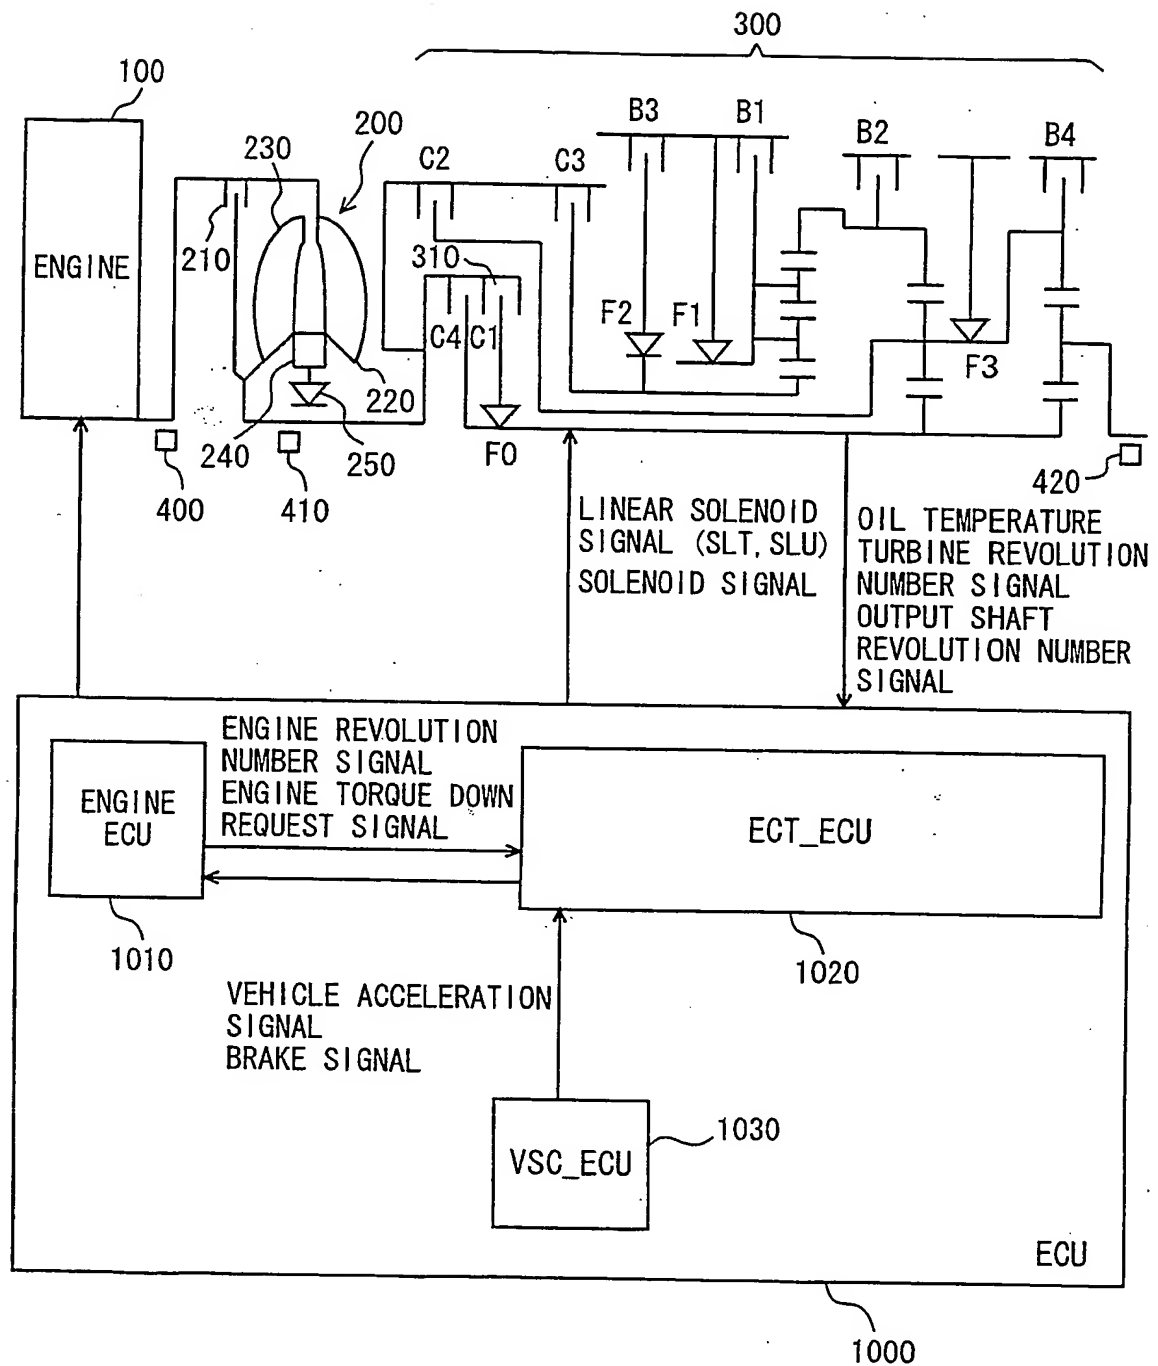 300
100
B3
B1
B2
B4
200
230
C2
C3
210
310
ENGINE
C4
C1
F2
F1
F3
220
240
250
F0
400
410
420
LINEAR SOLENOID
SIGNAL (SLT, SLU)
SOLENOID SIGNAL
OIL TEMPERATURE
TURBINE REVOLUTION
NUMBER SIGNAL
OUTPUT SHAFT
REVOLUTION NUMBER
SIGNAL
ENGINE REVOLUTION
NUMBER SIGNAL
ENGINE TORQUE DOWN
REQUEST SIGNAL
ENGINE
ECU
ECT_ECU
1010
1020
VEHICLE ACCELERATION
SIGNAL
BRAKE SIGNAL
VSC_ECU
1030
ECU
1000